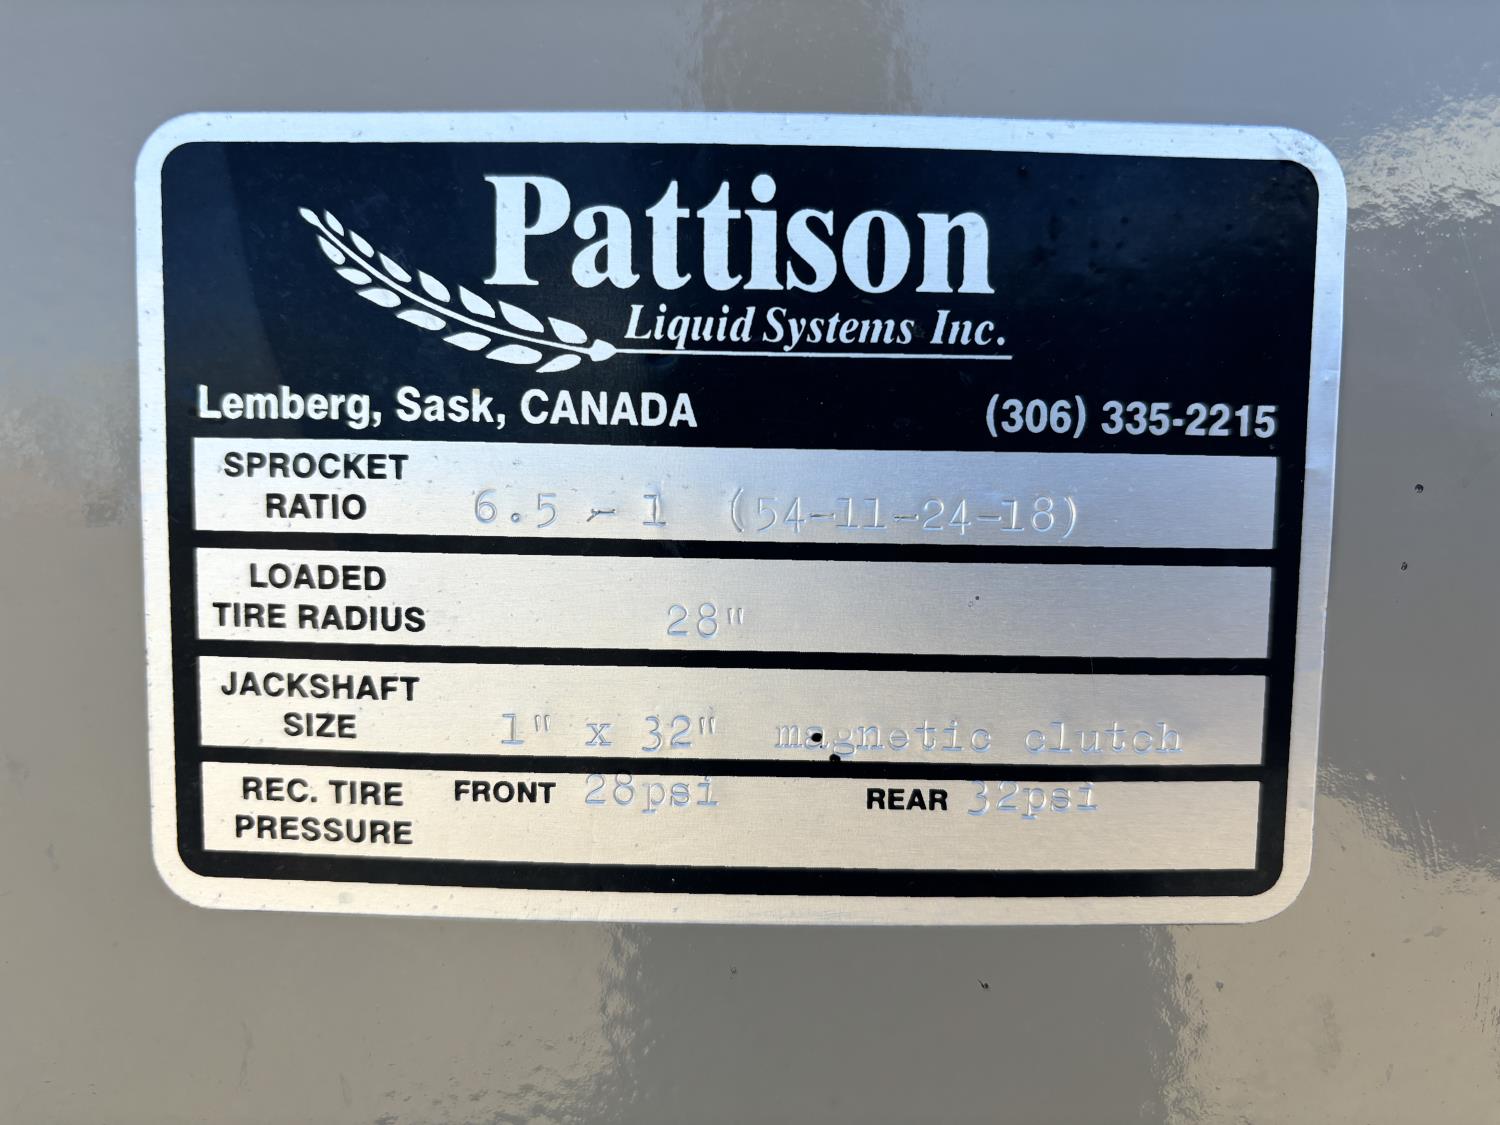 Pattison
Liquid Systems Inc.
Lemberg, Sask, CANADA (306) 335-2215
SPROCKET
RATIO 6.5 - 1 (54-11-24-18)
LOADED
TIRE RADIUS 28"
JACKSHAFT
SIZE 1" x 32" magnetic clutch
REC. TIRE FRONT 28psi REAR 32psi
PRESSURE